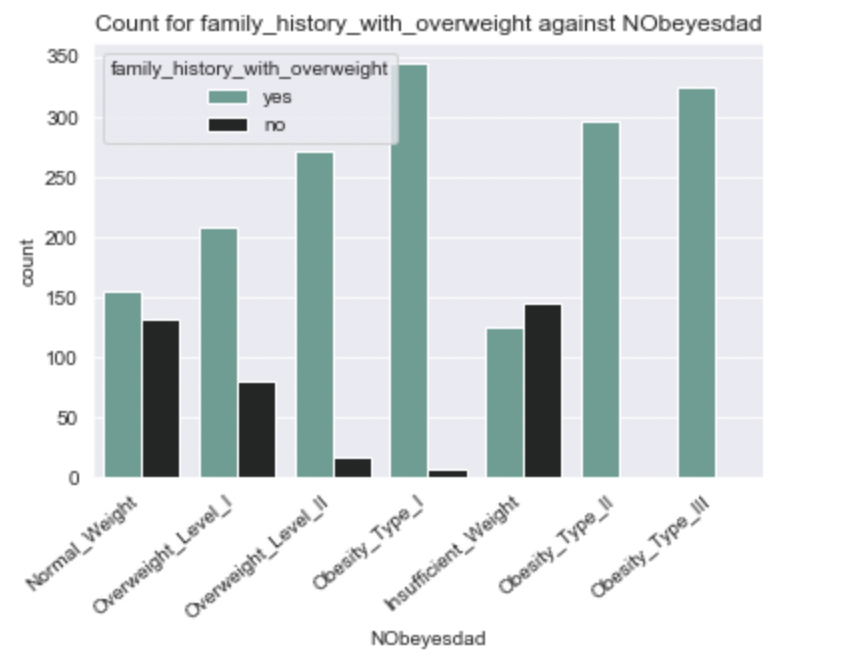 Count for family_history_with_overweight against NObeyesdad
family_history_with_overweight
yes
no
count
350
300
250
200
150
100
50
0
Normal_Weight
Overweight_Level_I
Overweight_Level_II
Obesity_Type_I
Insufficient_Weight
Obesity_Type_II
Obesity_Type_III
NObeyesdad